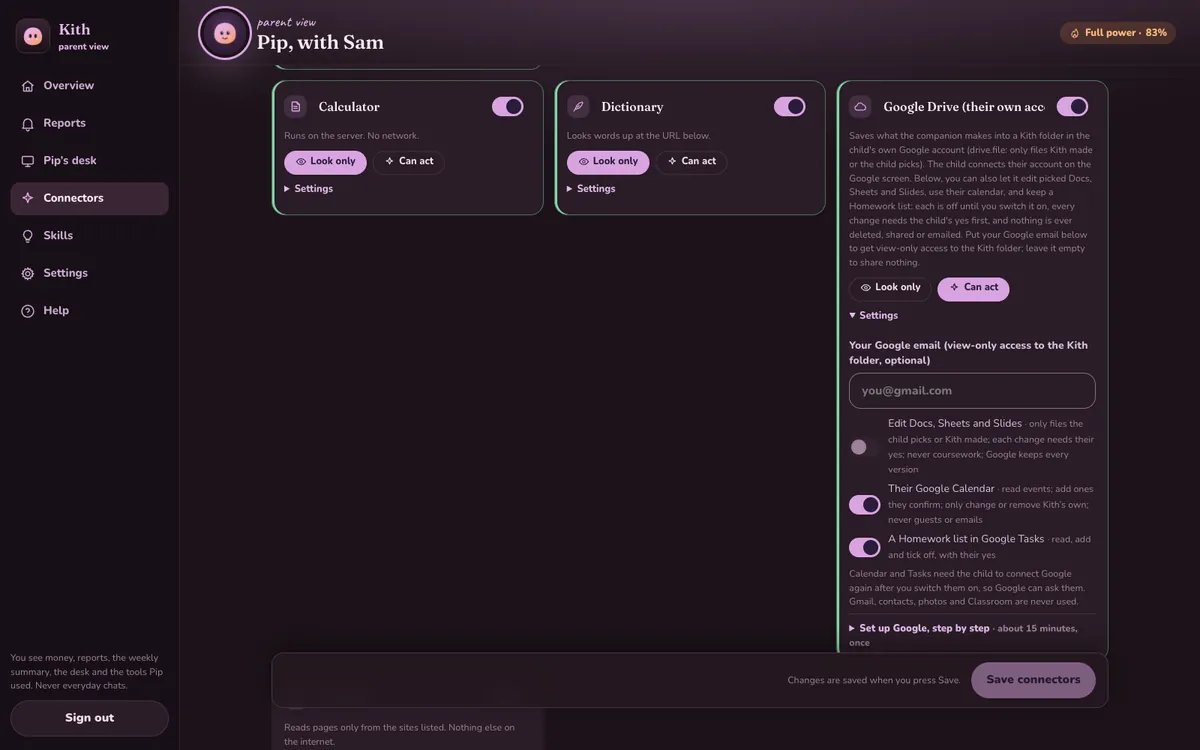 Kith
parent view
Overview
Reports
Pip's desk
Connectors
Skills
Settings
Help
You see money, reports, the weekly
summary, the desk and the tools Pip
used. Never everyday chats.
Sign out
parent view
Pip, with Sam
Full power · 83%
Calculator
Runs on the server. No network.
Look only
Can act
Settings
Dictionary
Looks words up at the URL below.
Look only
Can act
Settings
Google Drive (their own acc
Saves what the companion makes into a Kith folder in the
child's own Google account (drive.file: only files Kith made
or the child picks). The child connects their account on the
Google screen. Below, you can also let it edit picked Docs,
Sheets and Slides, use their calendar, and keep a
Homework list: each is off until you switch it on, every
change needs the child's yes first, and nothing is ever
deleted, shared or emailed. Put your Google email below
to get view-only access to the Kith folder; leave it empty
to share nothing.
Look only
Can act
Settings
Your Google email (view-only access to the Kith
folder, optional)
you@gmail.com
Edit Docs, Sheets and Slides · only files the
child picks or Kith made; each change needs their
yes; never coursework; Google keeps every
version
Their Google Calendar · read events; add ones
they confirm; only change or remove Kith's own;
never guests or emails
A Homework list in Google Tasks · read, add
and tick off, with their yes
Calendar and Tasks need the child to connect Google
again after you switch them on, so Google can ask them.
Gmail, contacts, photos and Classroom are never used.
Set up Google, step by step · about 15 minutes,
once
Changes are saved when you press Save.
Save connectors
Reads pages only from the sites listed. Nothing else on
the internet.